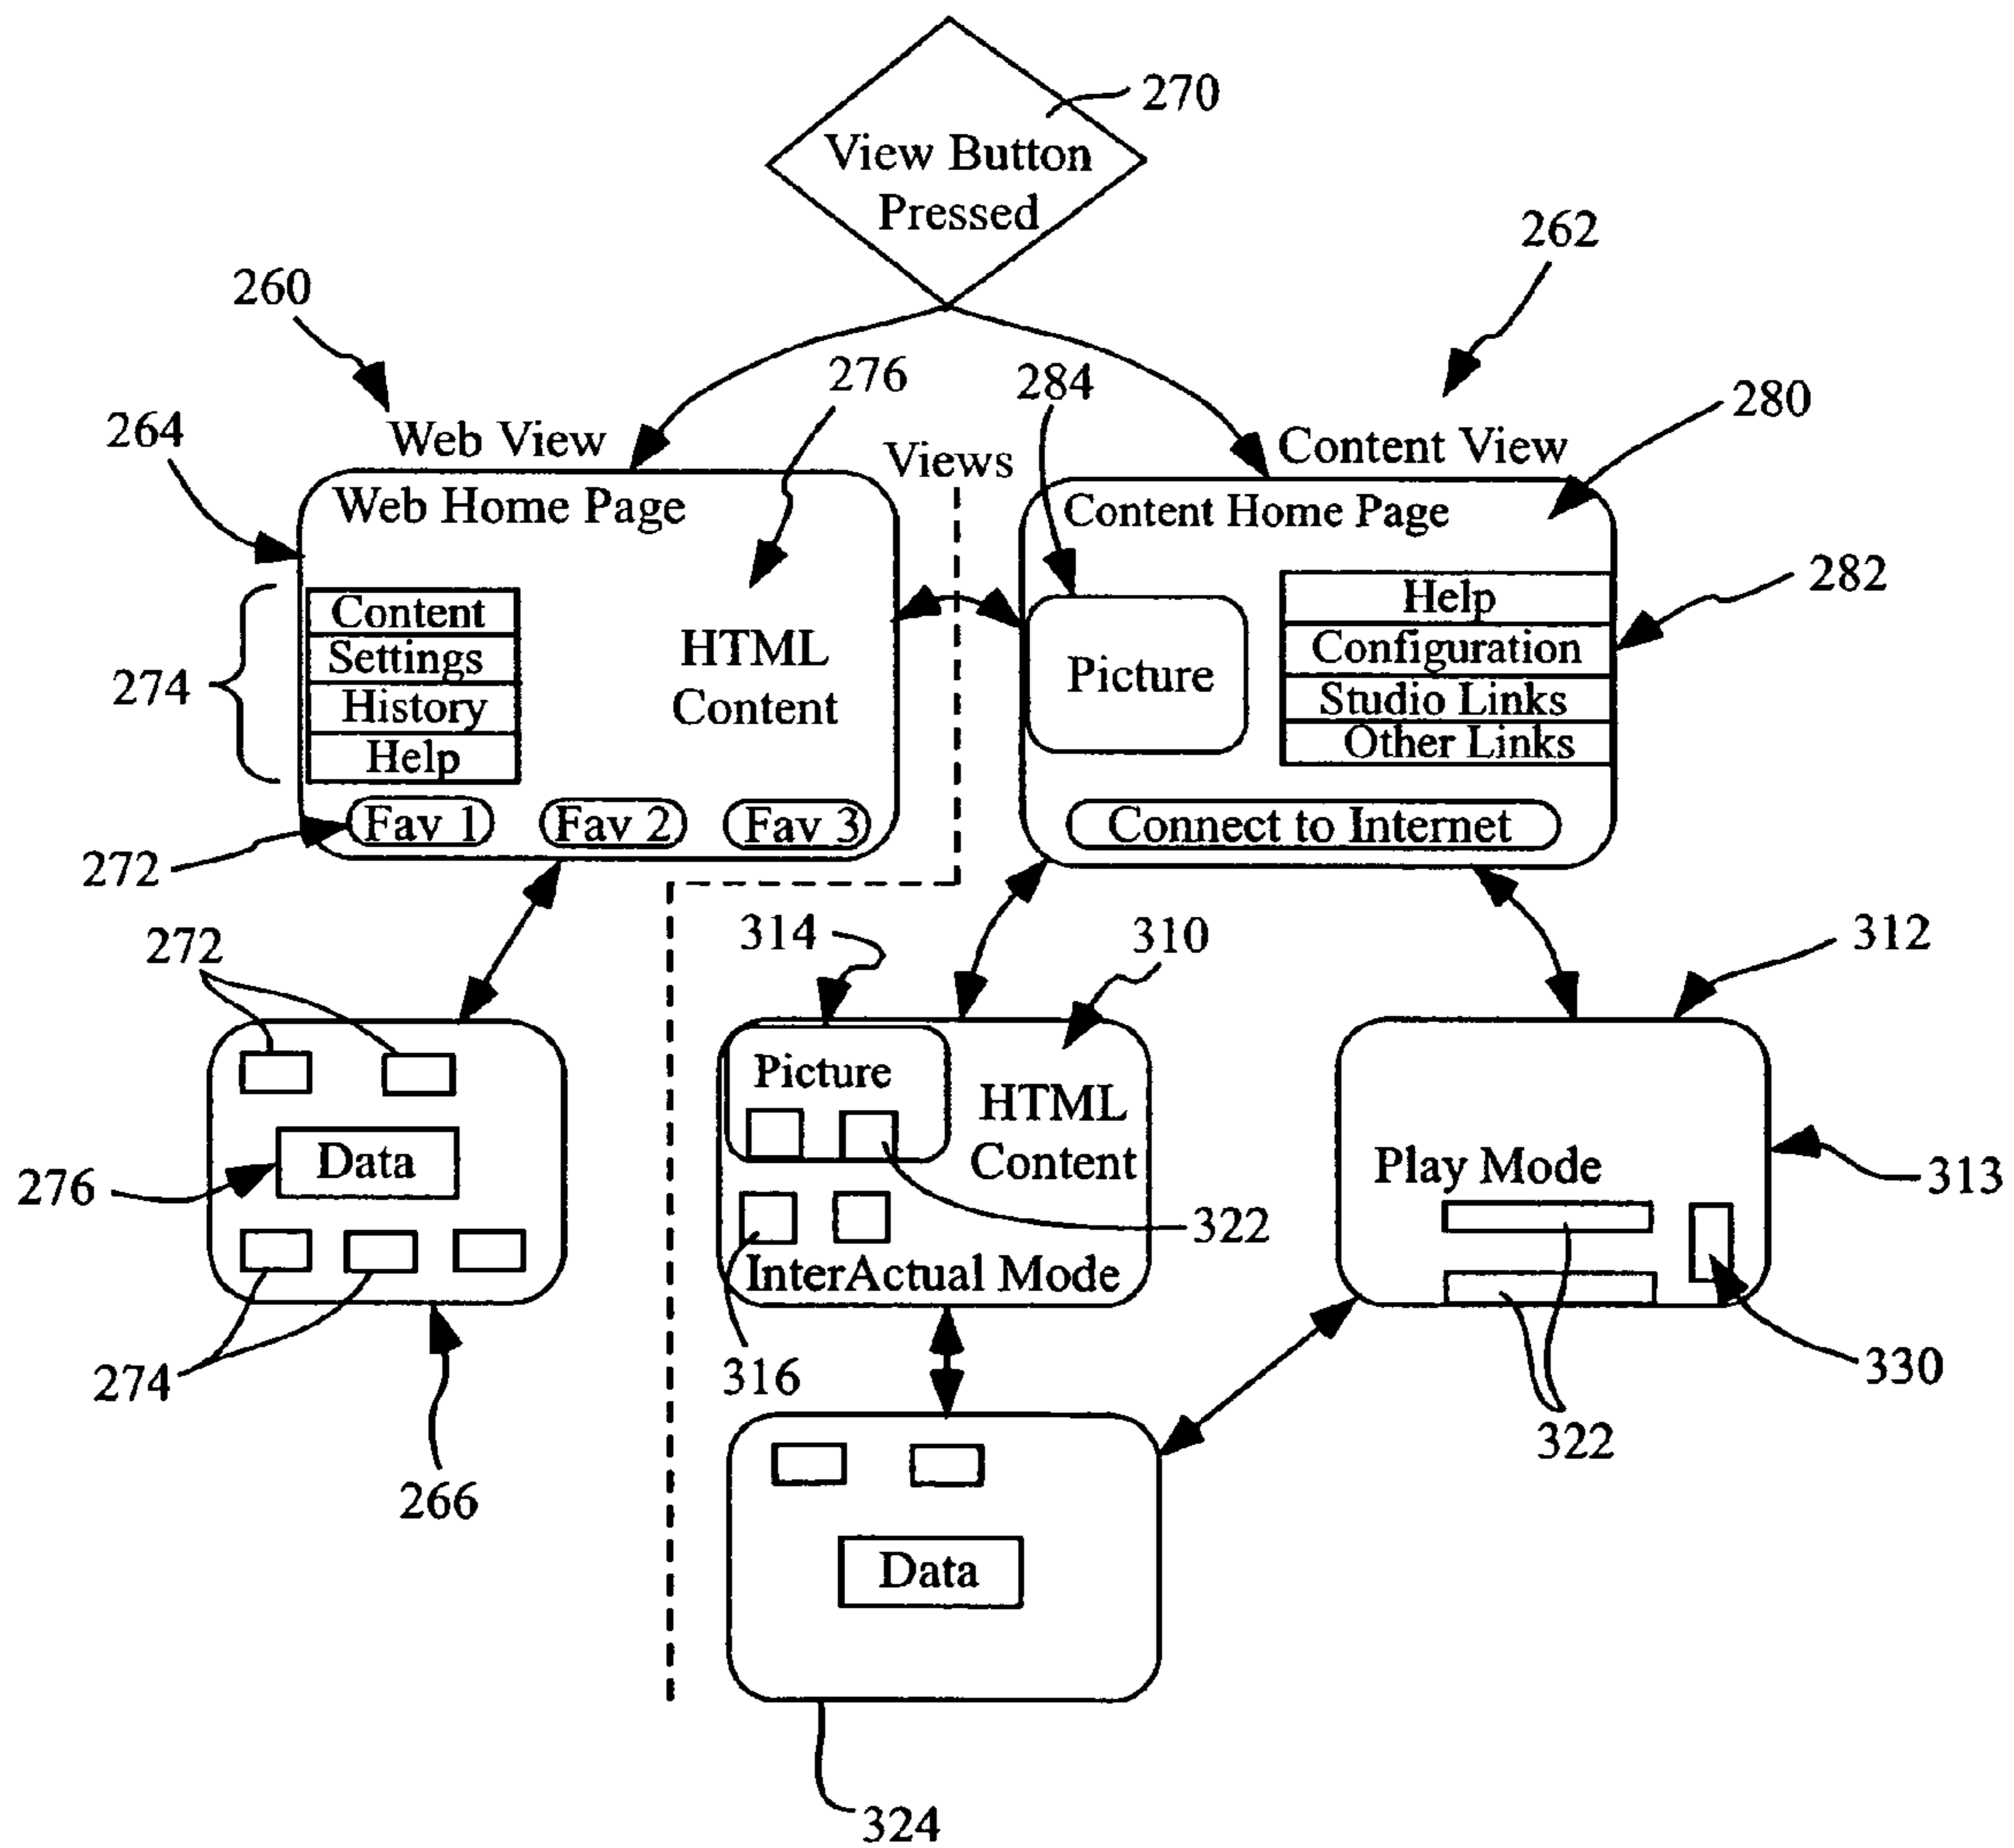 270
View Button
Pressed
262
260
276
284
280
264
Web View
Views
Content View
Web Home Page
Content Home Page
282
274
Content
Settings
History
Help
HTML
Content
Picture
Help
Configuration
Studio Links
Other Links
Fav 1
Fav 2
Fav 3
Connect to Internet
272
272
314
310
312
Picture
HTML
Content
276
Data
Play Mode
313
322
InterActual Mode
274
316
330
322
266
Data
324